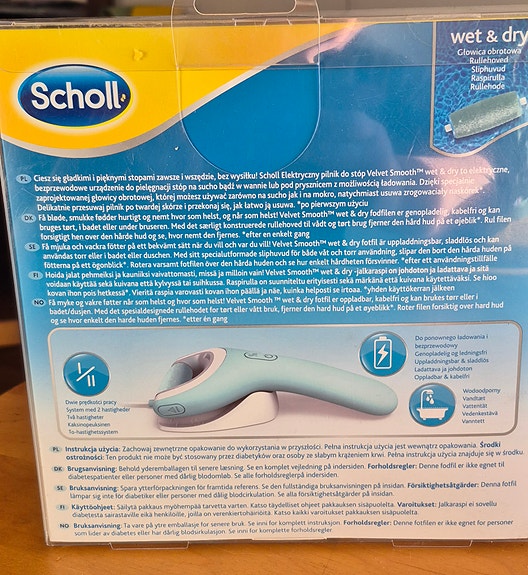 Scholl
wet & dry
Głowica obrotowa
Rullehoved
Sliphuvud
Raspirulla
Rullehode
PL Ciesz się gładkimi i pięknymi stopami zawsze i wszędzie, bez wysiłku! Scholl Elektryczny pilnik do stóp Velvet Smooth™ wet & dry to elektryczne,
bezprzewodowe urządzenie do pielęgnacji stóp na sucho bądź w wannie lub pod prysznicem z możliwością ładowania. Dzięki specjalnie
zaprojektowanej głowicy obrotowej, której możesz używać zarówno na sucho jak i na mokro, natychmiast usuwa zrogowaciały naskórek*.
Delikatnie przesuwaj pilnik po twardej skórze i przekonaj się, jak łatwo ją usuwa. *po pierwszym użyciu
DK Få bløde, smukke fødder hurtigt og nemt hvor som helst, og når som helst! Velvet Smooth™ wet & dry fodfilen er genopladelig, kabelfri og kan
bruges tørt, i badet eller under bruseren. Med det særligt konstruerede rullehoved til vådt og tørt brug fjerner den hård hud på et øjeblik*. Rul filen
forsigtigt hen over den hårde hud og se, hvor nemt den fjernes. *efter en enkelt gang
SE Få mjuka och vackra fötter på ett bekvämt sätt när du vill och var du vill! Velvet Smooth™ wet & dry fotfil är uppladdningsbar, sladdlös och kan
användas torrt eller i badet eller duschen. Med sitt specialutformade sliphuvud för både våt och torr användning, slipar den bort den hårda huden på
fötterna på ett ögonblick*. Rotera varsamt fotfilen över den hårda huden och se hur enkelt hårdheten försvinner. *efter ett användningstillfälle
FI Hoida jalat pehmeiksi ja kauniiksi vaivattomasti, missä ja milloin vain! Velvet Smooth™ wet & dry -jalkaraspi on johdoton ja ladattava ja sitä
voidaan käyttää sekä kuivana että kylvyssä tai suihkussa. Raspirulla on suunniteltu erityisesti sekä märkänä että kuivana käytettäväksi. Se hioo
kovan ihon pois hetkessä*. Vieritä raspia varovasti kovan ihon päällä ja näe, kuinka helposti se irtoaa. *yhden käyttökerran jälkeen
NO Få myke og vakre føtter når som helst og hvor som helst! Velvet Smooth ™ wet & dry fotfil er oppladbar, kabelfri og kan brukes tørr eller i
badet/dusjen. Med det spesialdesignede rullehodet for tørr eller våt bruk, fjerner den hard hud på et øyeblikk*. Roter filen forsiktig over hard hud
og se hvor enkelt den harde huden fjernes. *etter én gang
I/II
Dwie prędkości pracy
System med 2 hastigheder
Två hastigheter
Kaksinopeuksinen
To-hastighetssystem
Do ponownego ładowania i
bezprzewodowy
Genopladelig og ledningsfri
Uppladdningsbar & sladdlös
Ladattava ja johdoton
Oppladbar & kabelfri
Wodoodporny
Vandtæt
Vattentät
Vedenkestävä
Vanntett
PL Instrukcja użycia: Zachowaj zewnętrzne opakowanie do wykorzystania w przyszłości. Pełna instrukcja użycia jest wewnątrz opakowania. Środki
ostrożności: Ten produkt nie może być stosowany przez diabetyków oraz osoby ze słabym krążeniem krwi. Pełna instrukcja użycia znajduje się w środku.
DK Brugsanvisning: Behold yderemballagen til senere læsning. Se en komplet vejledning på indersiden. Forholdsregler: Denne fodfil er ikke egnet til
diabetespatienter eller personer med dårlig blodomløb. Se alle forholdsregler på indersiden.
SE Bruksanvisning: Spara ytterförpackningen för framtida referens. Se den fullständiga bruksanvisningen på insidan. Försiktighetsåtgärder: Denna fotfil
lämpar sig inte för diabetiker eller personer med dålig blodcirkulation. Se alla försiktighetsåtgärder på insidan.
FI Käyttöohjeet: Säilytä pakkaus myöhempää tarvetta varten. Katso täydelliset ohjeet pakkauksen sisäpuolelta. Varoitukset: Jalkaraspi ei sovellu
diabetesta sairastaville eikä henkilöille, joilla on verenkiertohäiriöitä. Katso kaikki varoitukset pakkauksen sisäpuolelta.
NO Bruksanvisning: Ta vare på ytre emballasje for senere bruk. Se inni for komplett instruksjon. Forholdsregler: Denne fotfilen er ikke egnet for personer
som lider av diabetes eller har dårlig blodsirkulasjon. Se inni for komplette forholdsregler